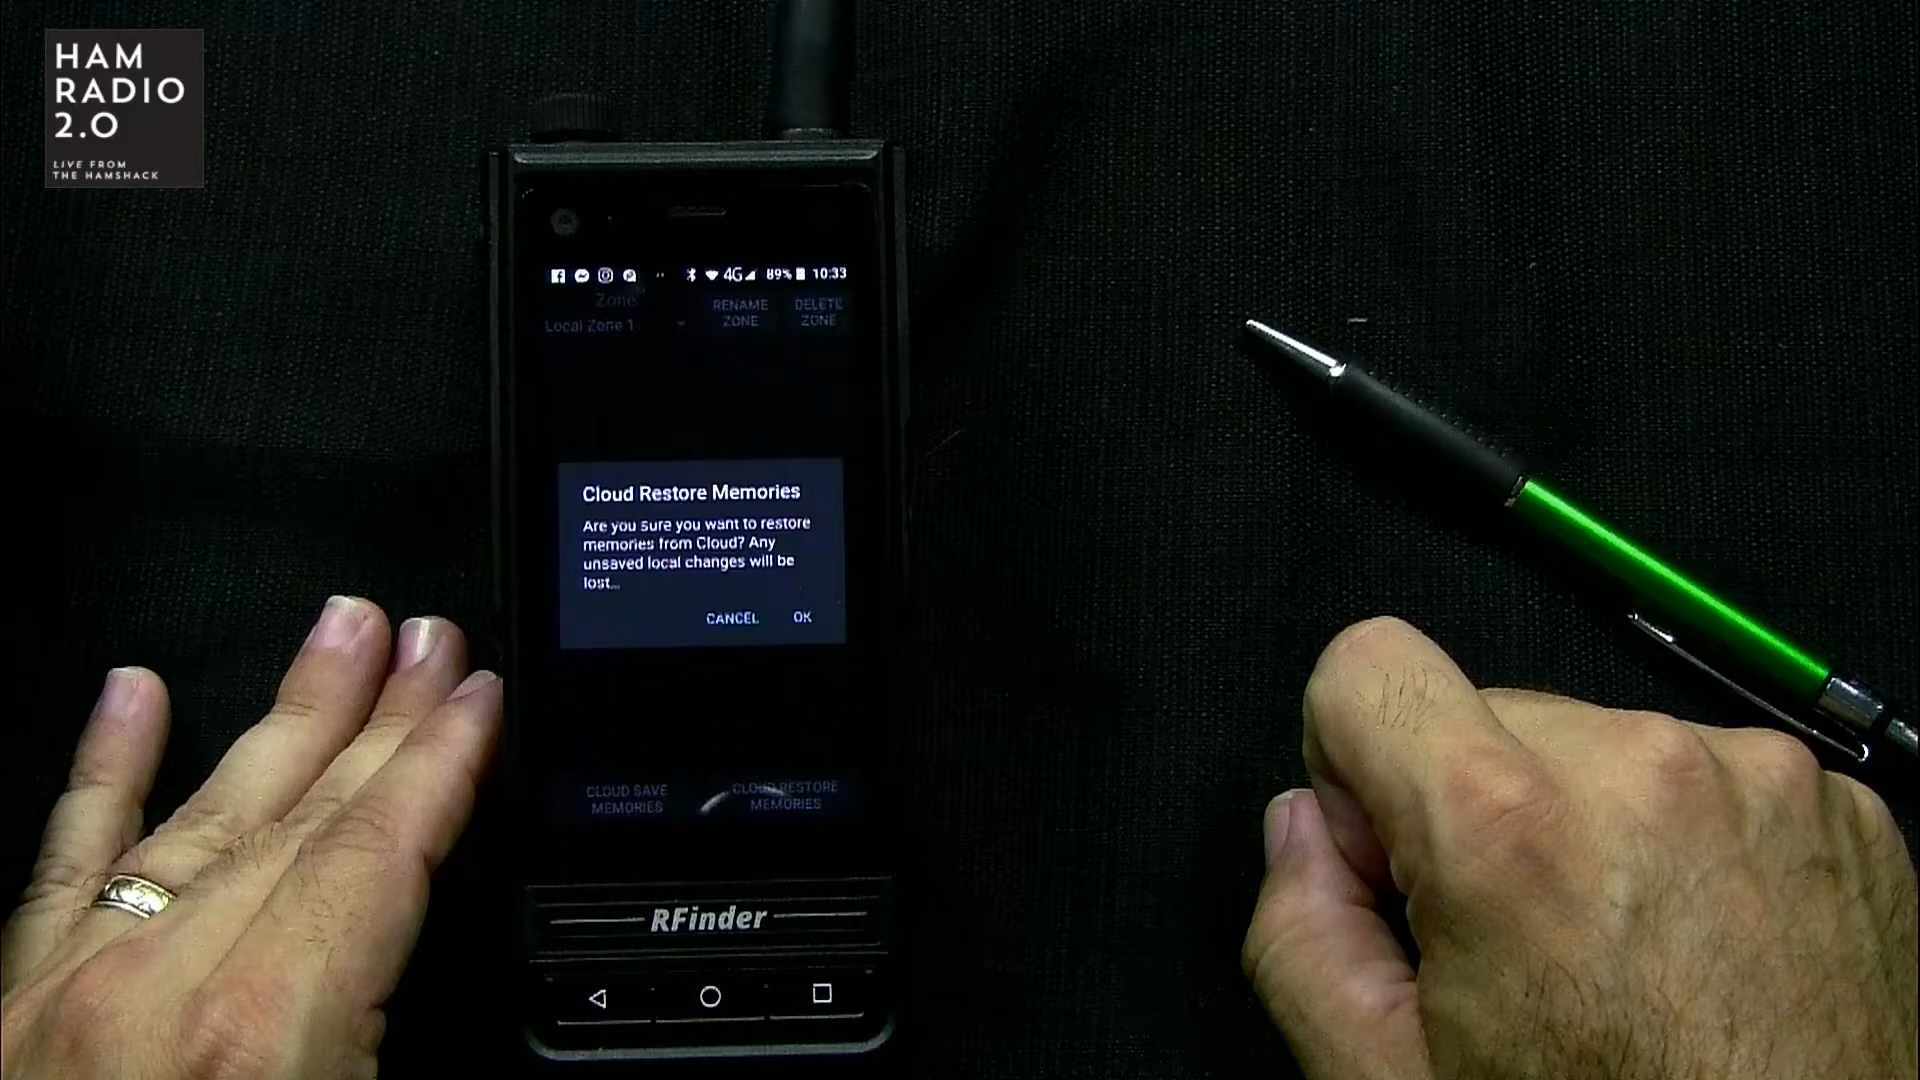 HAM
RADIO
2.0
LIVE FROM
THE HAMSHACK
4G 89% 10:33
Zone
Local Zone 1
RENAME
ZONE
DELETE
ZONE
Cloud Restore Memories
Are you sure you want to restore
memories from Cloud? Any
unsaved local changes will be
lost...
CANCEL OK
CLOUD SAVE
MEMORIES
CLOUD RESTORE
MEMORIES
RFinder